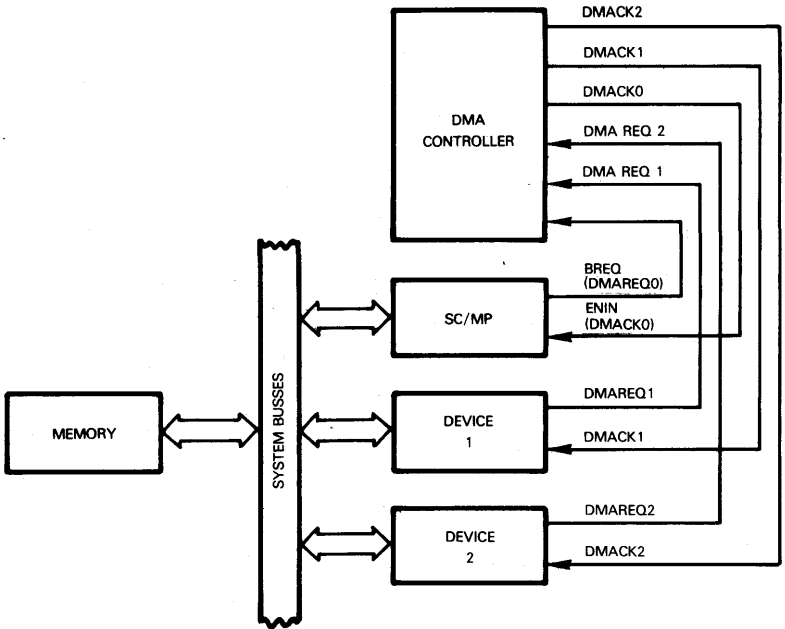 DMACK2
DMACK1
DMACK0
DMA REQ 2
DMA REQ 1
DMA
CONTROLLER
BREQ
(DMAREQ0)
ENIN
(DMACK0)
SC/MP
SYSTEM BUSSES
MEMORY
DEVICE
1
DMAREQ1
DMACK1
DEVICE
2
DMAREQ2
DMACK2